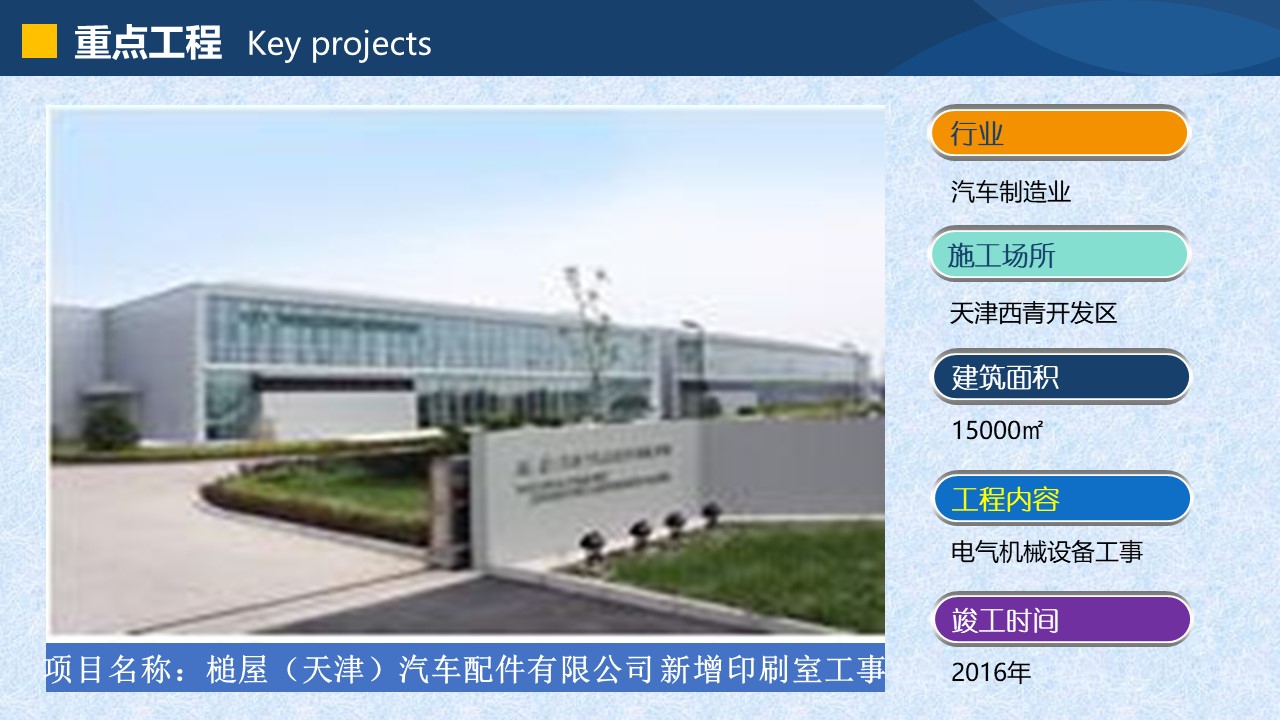 重点工程 Key projects
行业
汽车制造业
施工场所
天津西青开发区
建筑面积
15000㎡
工程内容
电气机械设备工事
竣工时间
2016年
项目名称：槌屋（天津）汽车配件有限公司新增印刷室工事